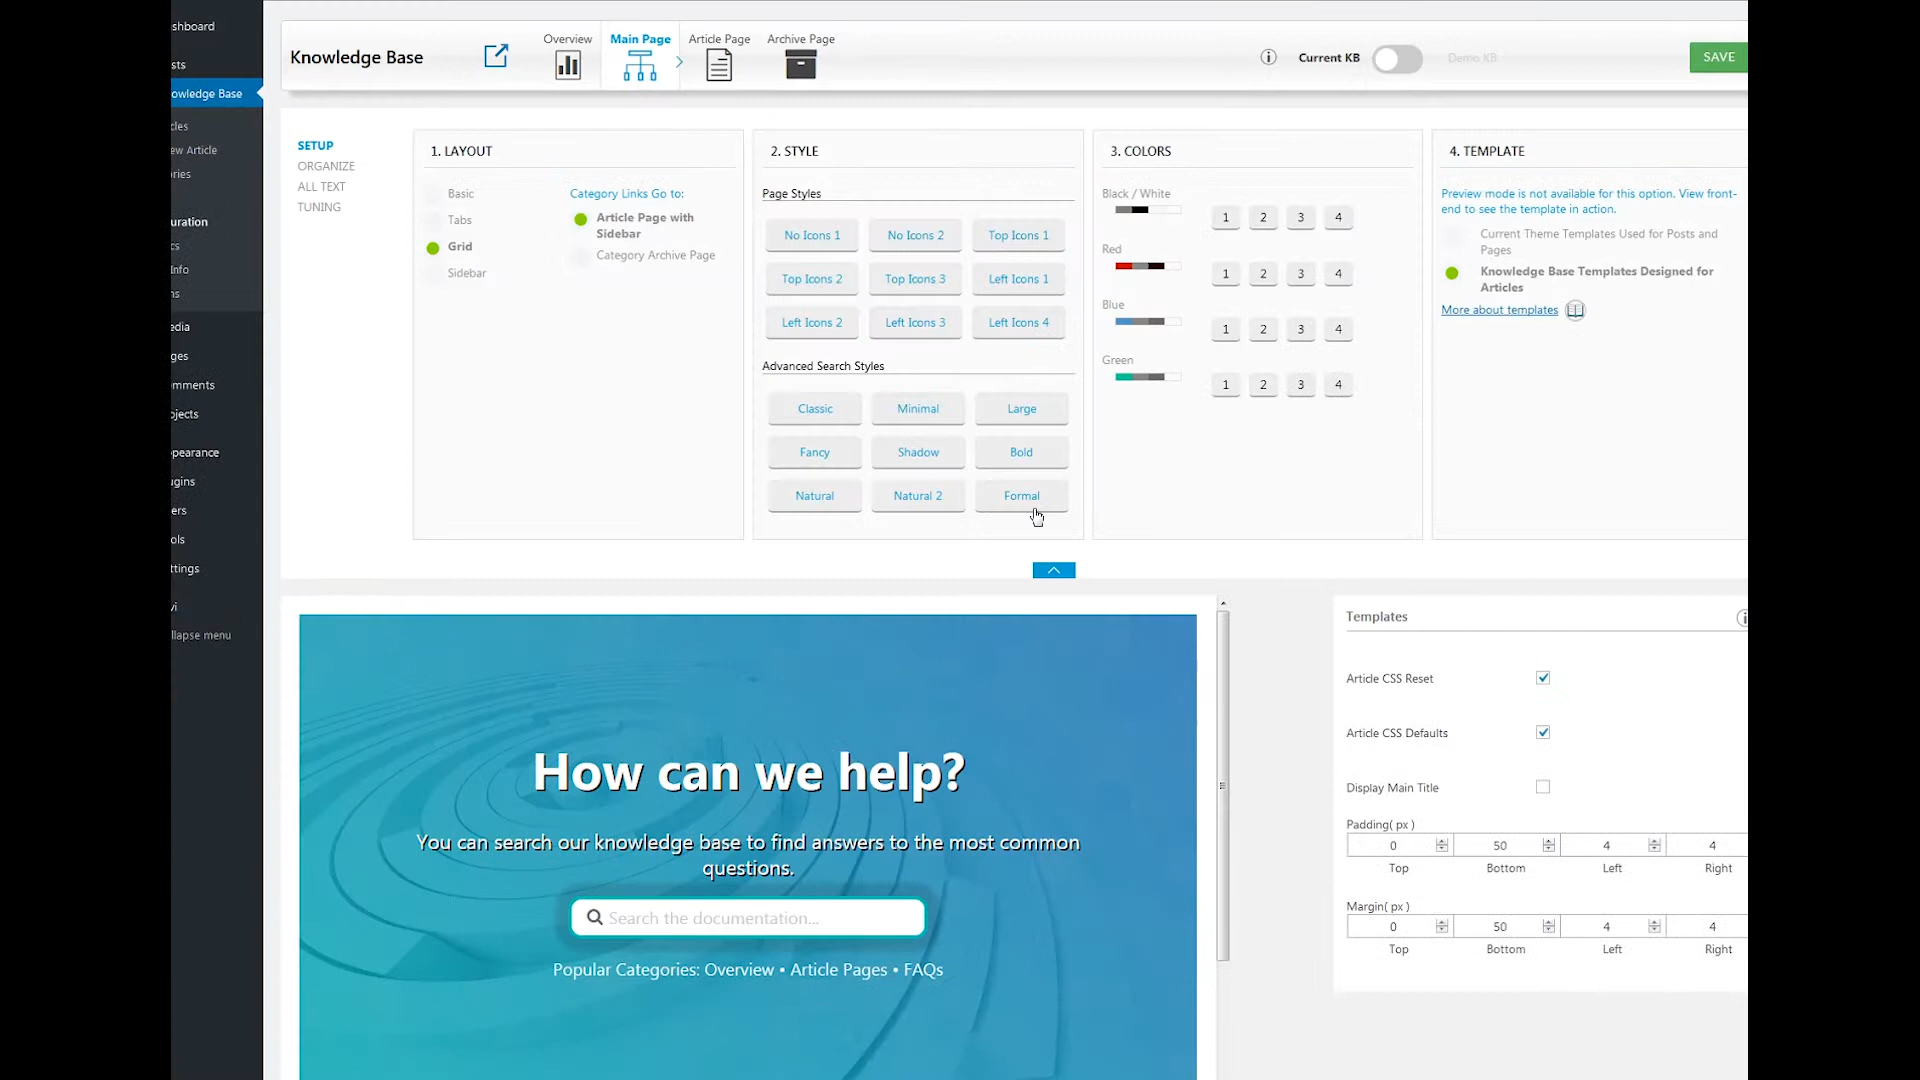 shboard
sts
owledge Base
cles
ew Article
ries
uration
cs
Info
ns
edia
ges
mments
ojects
pearance
ugins
ers
ols
ttings
vi
llapse menu
Knowledge Base
Overview
Main Page
Article Page
Archive Page
Current KB
Demo KB
SAVE
SETUP
ORGANIZE
ALL TEXT
TUNING
1. LAYOUT
Basic
Tabs
Grid
Sidebar
Category Links Go to:
Article Page with
Sidebar
Category Archive Page
2. STYLE
Page Styles
No Icons 1 No Icons 2 Top Icons 1
Top Icons 2 Top Icons 3 Left Icons 1
Left Icons 2 Left Icons 3 Left Icons 4
Advanced Search Styles
Classic Minimal Large
Fancy Shadow Bold
Natural Natural 2 Formal
3. COLORS
Black / White
1 2 3 4
Red
1 2 3 4
Blue
1 2 3 4
Green
1 2 3 4
4. TEMPLATE
Preview mode is not available for this option. View front-
end to see the template in action.
Current Theme Templates Used for Posts and
Pages
Knowledge Base Templates Designed for
Articles
More about templates
How can we help?
You can search our knowledge base to find answers to the most common
questions.
Search the documentation...
Popular Categories: Overview • Article Pages • FAQs
Templates
Article CSS Reset
Article CSS Defaults
Display Main Title
Padding( px )
0 50 4 4
Top Bottom Left Right
Margin( px )
0 50 4 4
Top Bottom Left Right